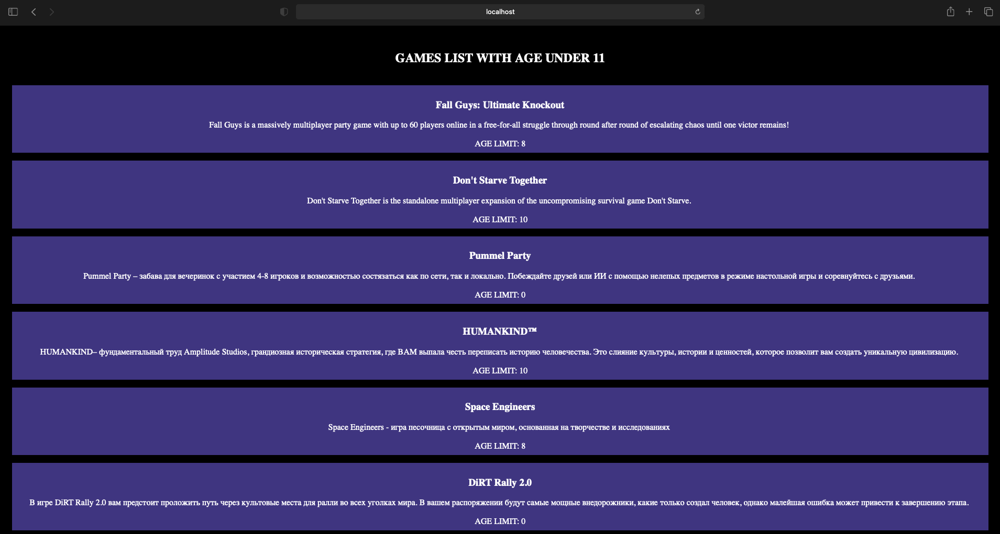 localhost
GAMES LIST WITH AGE UNDER 11
Fall Guys: Ultimate Knockout
Fall Guys is a massively multiplayer party game with up to 60 players online in a free-for-all struggle through round after round of escalating chaos until one victor remains!
AGE LIMIT: 8
Don't Starve Together
Don't Starve Together is the standalone multiplayer expansion of the uncompromising survival game Don't Starve.
AGE LIMIT: 10
Pummel Party
Pummel Party – забава для вечеринок с участием 4-8 игроков и возможностью состязаться как по сети, так и локально. Побеждайте друзей или ИИ с помощью нелепых предметов в режиме настольной игры и соревнуйтесь с друзьями.
AGE LIMIT: 0
HUMANKIND™
HUMANKIND– фундаментальный труд Amplitude Studios, грандиозная историческая стратегия, где ВАМ выпала честь переписать историю человечества. Это слияние культуры, истории и ценностей, которое позволит вам создать уникальную цивилизацию.
AGE LIMIT: 10
Space Engineers
Space Engineers - игра песочница с открытым миром, основанная на творчестве и исследованиях
AGE LIMIT: 8
DiRT Rally 2.0
В игре DiRT Rally 2.0 вам предстоит проложить путь через культовые места для ралли во всех уголках мира. В вашем распоряжении будут самые мощные внедорожники, какие только создал человек, однако малейшая ошибка может привести к завершению этапа.
AGE LIMIT: 0